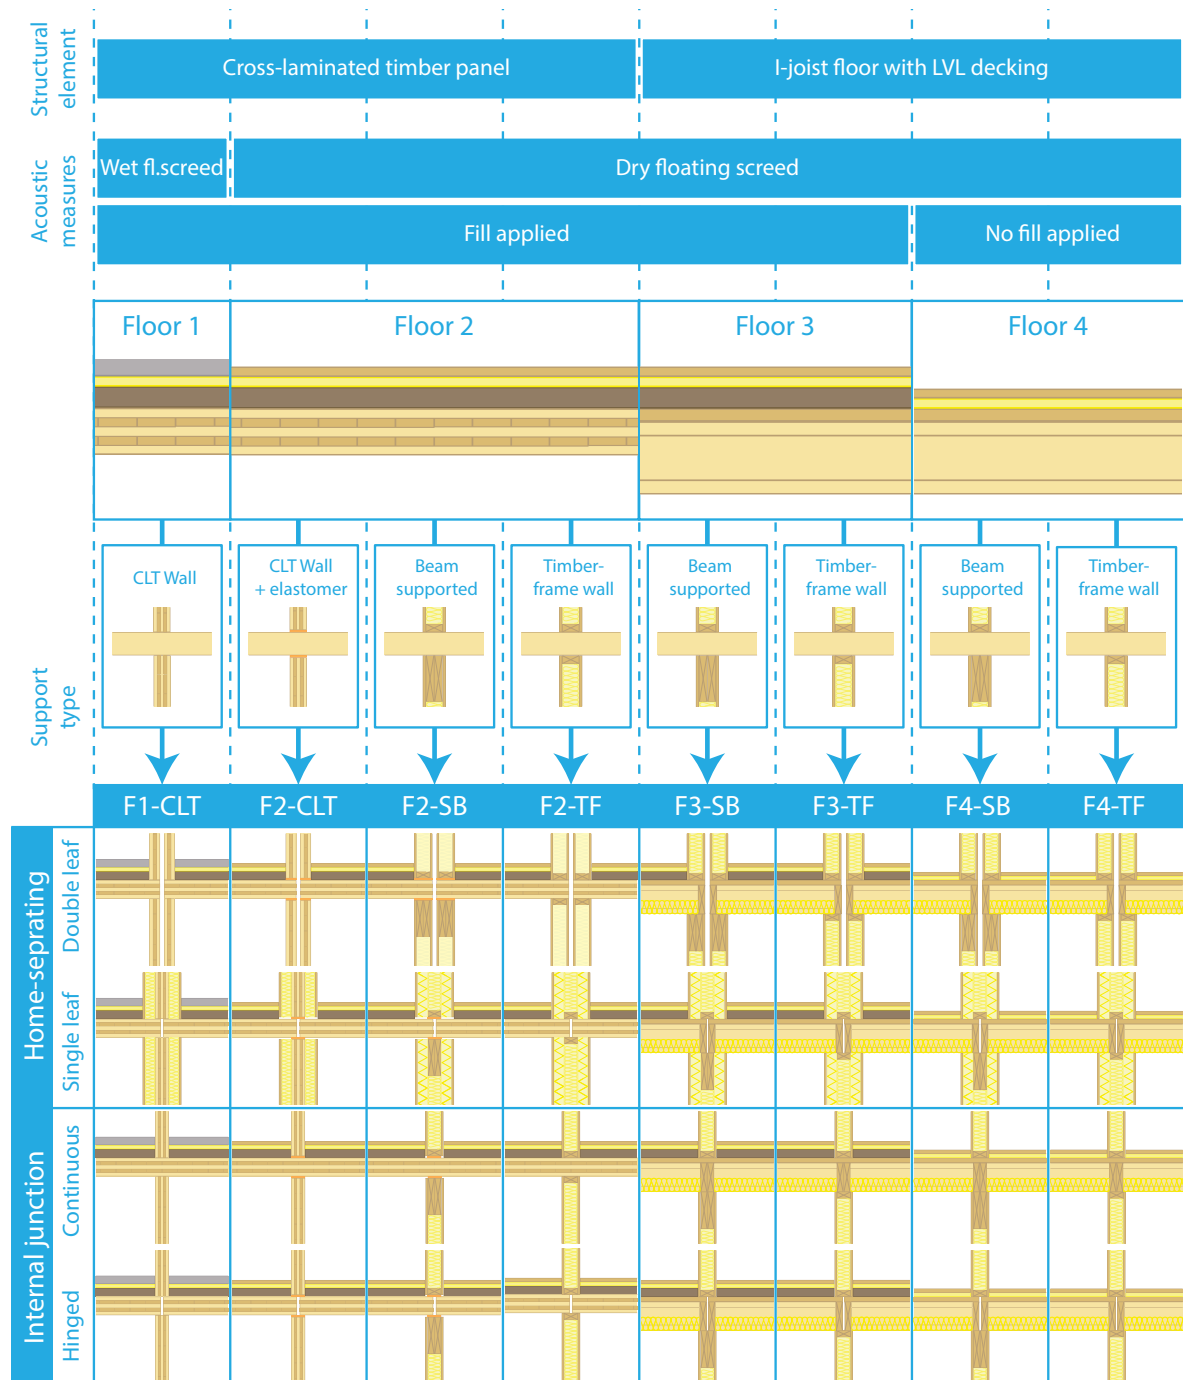 Structural
element
Cross-laminated timber panel
I-joist floor with LVL decking
Acoustic
measures
Wet fl.screed
Dry floating screed
Fill applied
No fill applied
Floor 1
Floor 2
Floor 3
Floor 4
Support
type
CLT Wall
CLT Wall
+ elastomer
Beam
supported
Timber-
frame wall
Beam
supported
Timber-
frame wall
Beam
supported
Timber-
frame wall
F1-CLT
F2-CLT
F2-SB
F2-TF
F3-SB
F3-TF
F4-SB
F4-TF
Home-seprating
Double leaf
Single leaf
Internal junction
Continuous
Hinged